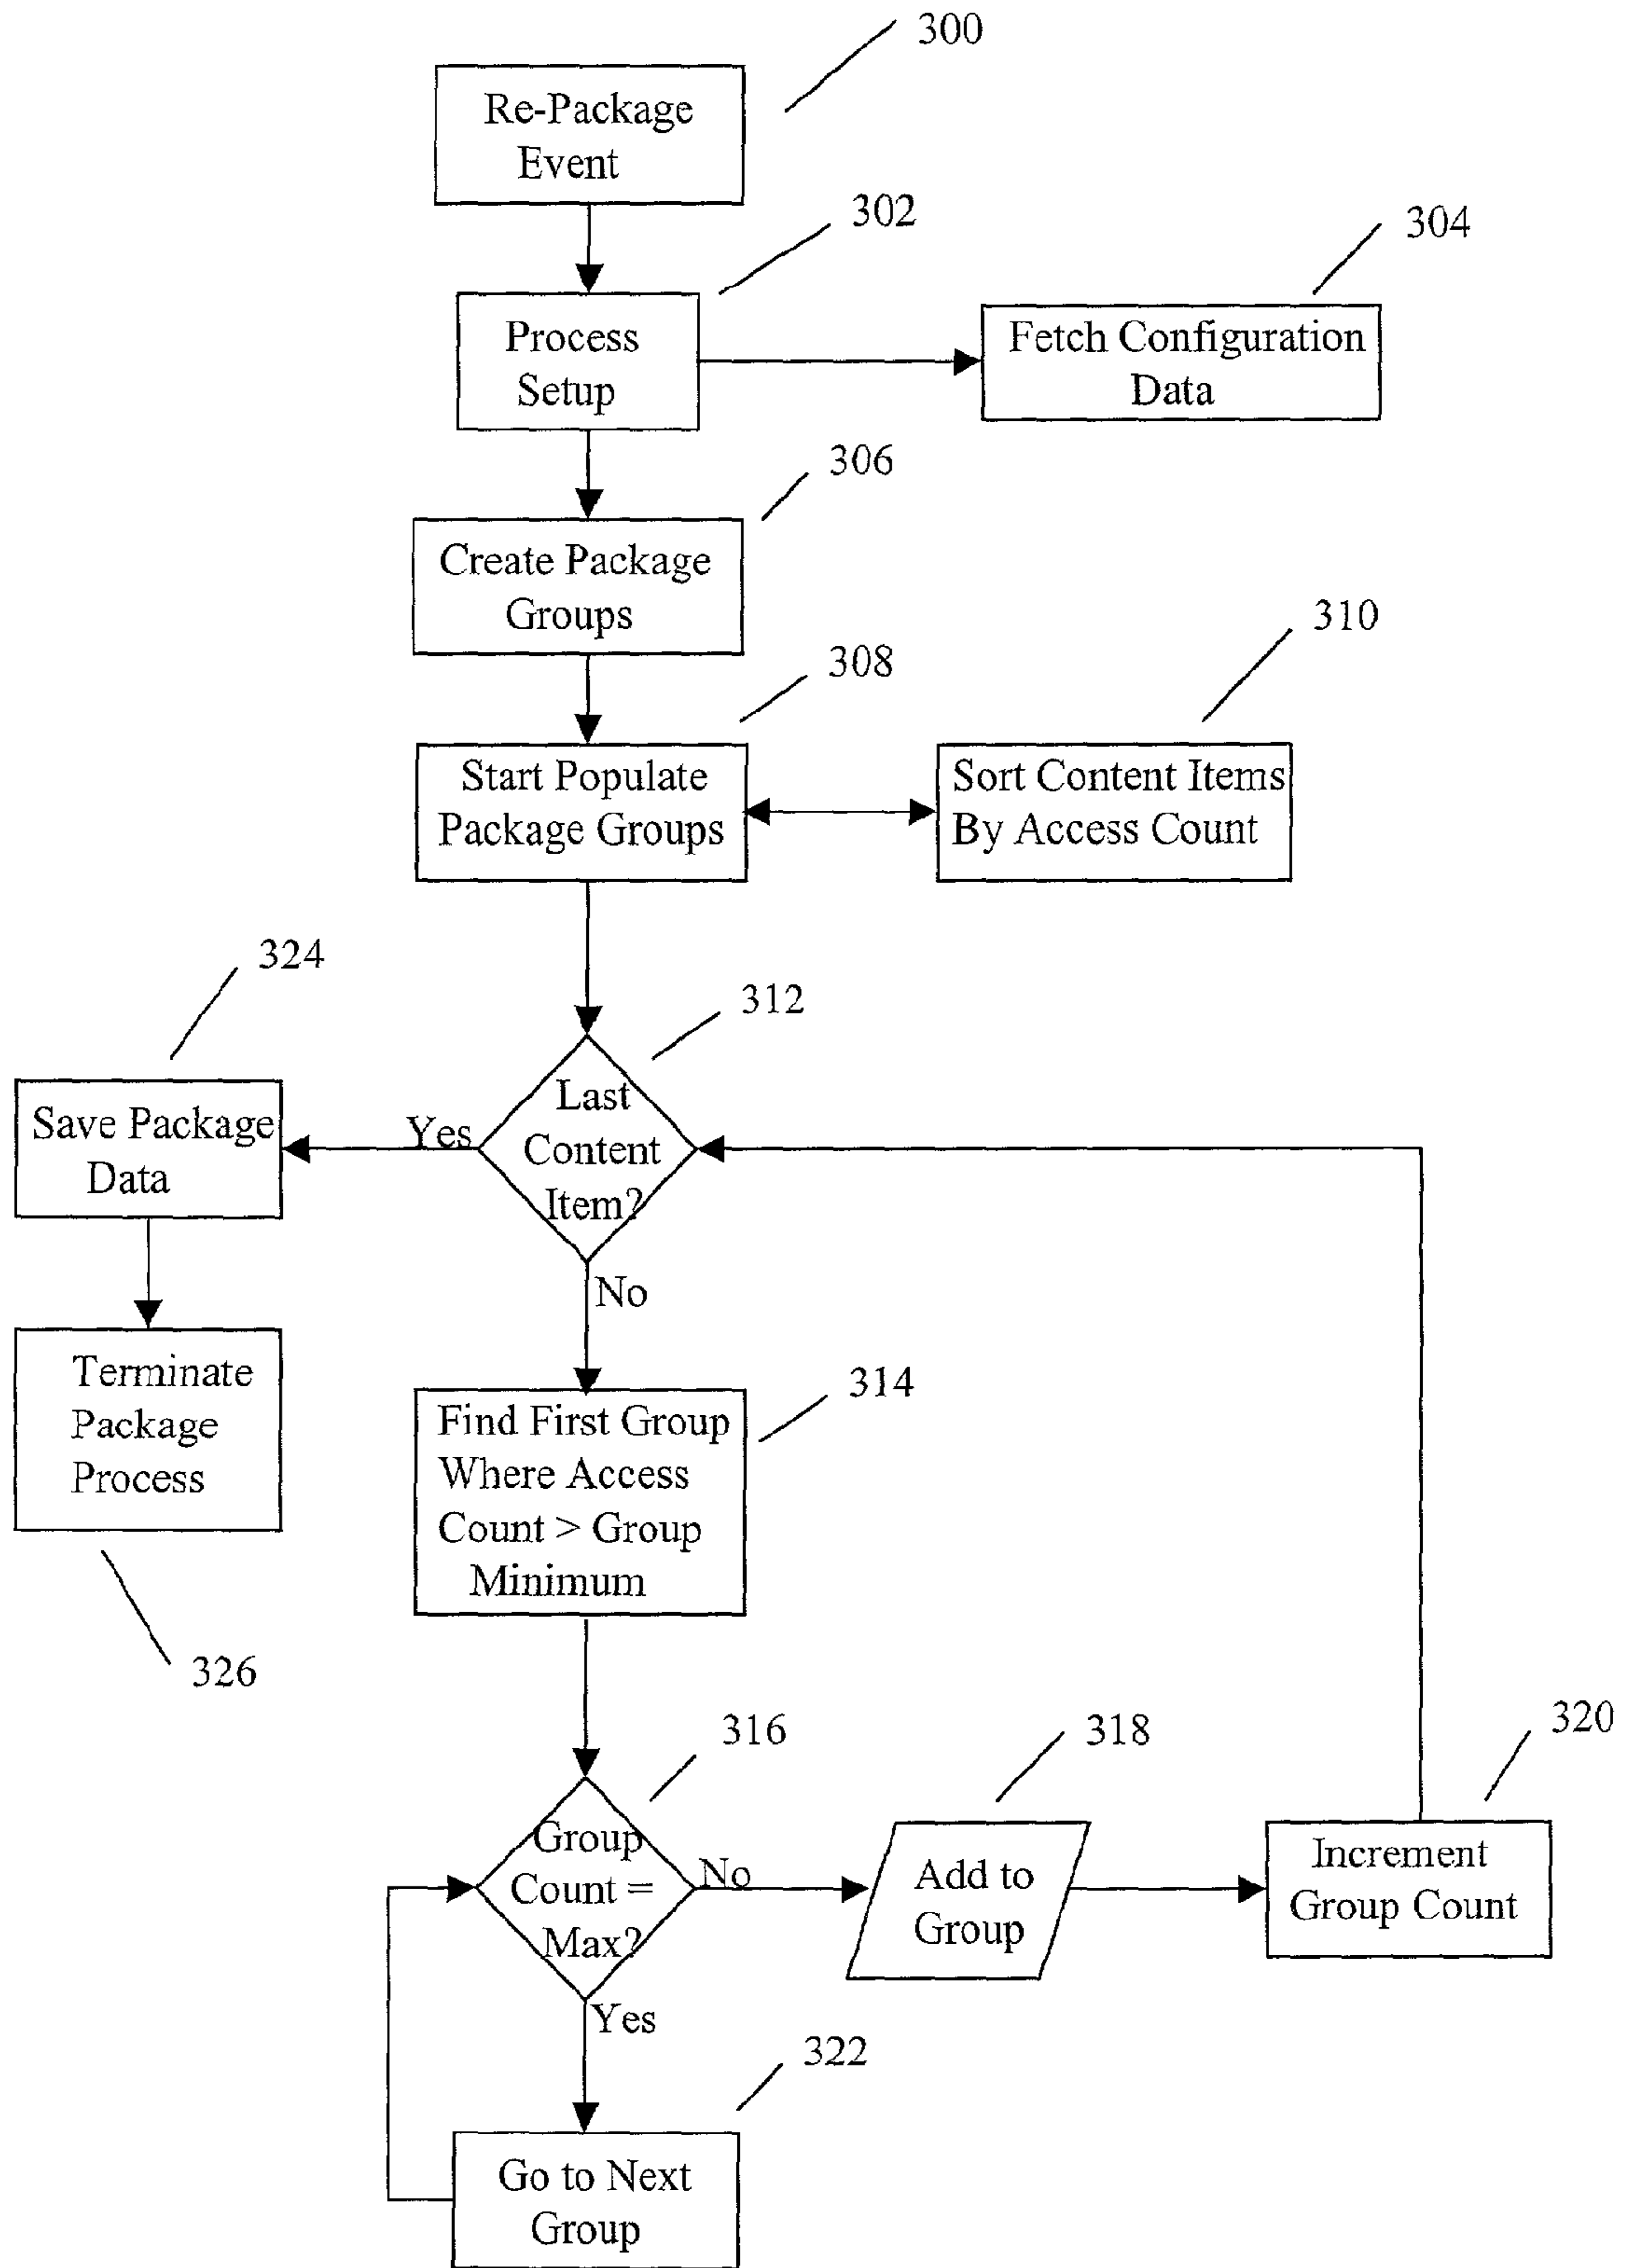 300
Re-Package
Event
302
304
Process
Setup
Fetch Configuration
Data
306
Create Package
Groups
310
308
Start Populate
Package Groups
Sort Content Items
By Access Count
324
312
Last
Content
Item?
Yes
Save Package
Data
No
Terminate
Package
Process
314
Find First Group
Where Access
Count > Group
Minimum
326
316
318
320
Group
Count =
Max?
No
Add to
Group
Increment
Group Count
Yes
322
Go to Next
Group